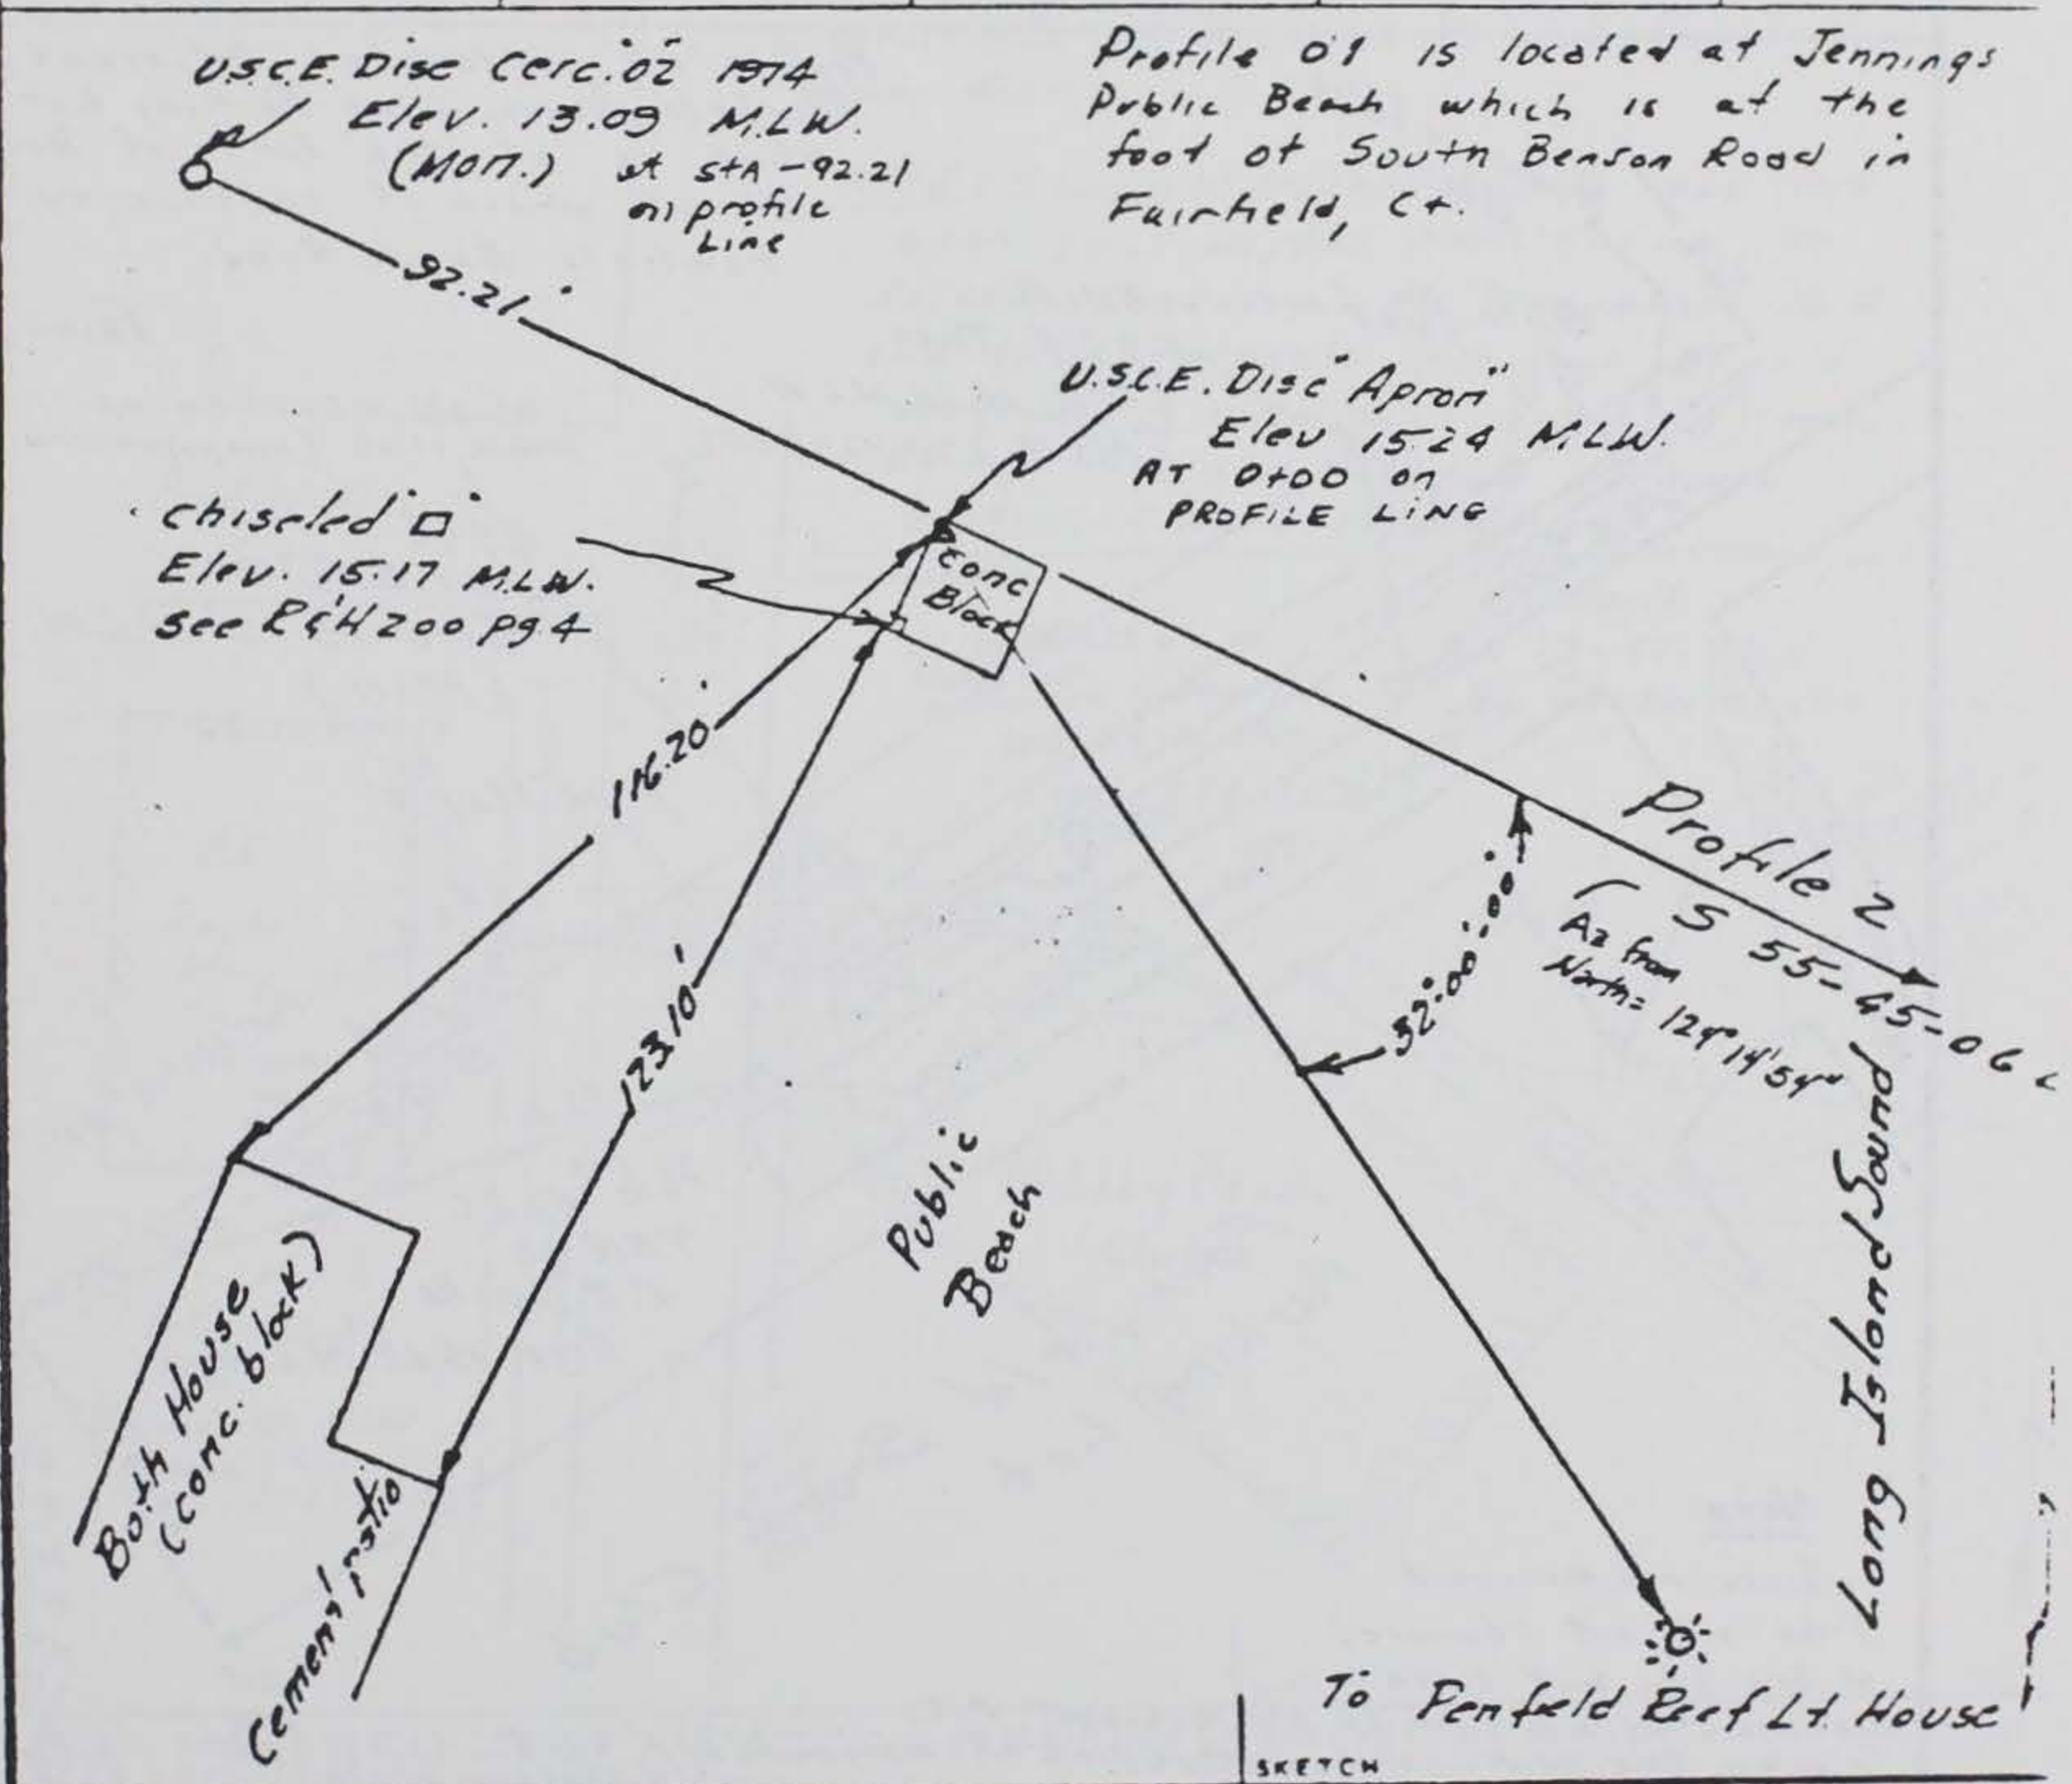 U.S.C.E. Disc Cerc."02" 1974
Elev. 13.09 M.L.W.
(Mon.) at StA -92.21
on profile
Line
Profile 01 is located at Jennings
Public Beach which is at the
foot of South Benson Road in
Fairfield, Ct.
92.21'
U.S.C.E. Disc "Apron"
Elev 15.24 M.L.W.
AT 0+00 on
PROFILE LINE
chiseled "□"
Elev. 15.17 M.L.W.
see R&H 200 pg 4
conc
Block
116.20'
123.10'
Profile 2
S 55-45-06
Az from
North = 124° 14' 54"
32°-00'-00"
Public
Beach
Long Island Sound
Bath House
(conc. block)
Cement patio
To Penfield Reef Lt. House
SKETCH